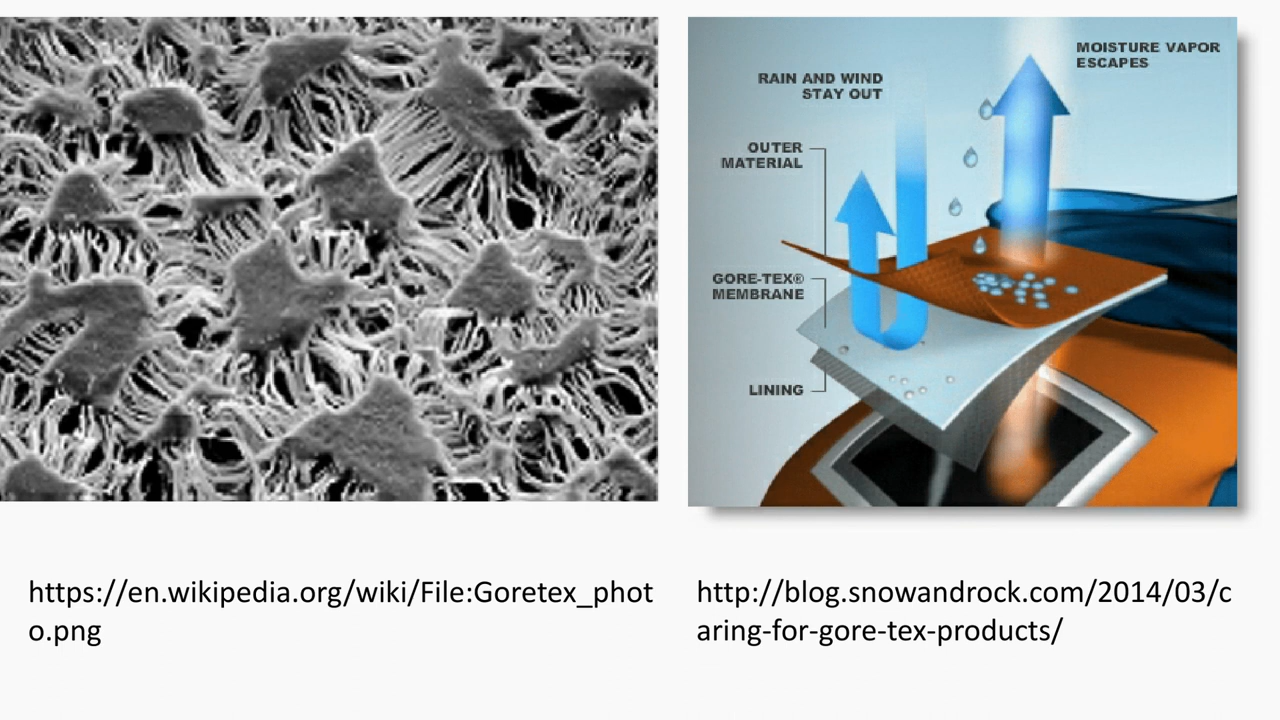 RAIN AND WIND
STAY OUT
MOISTURE VAPOR
ESCAPES
OUTER
MATERIAL
GORE-TEX®
MEMBRANE
LINING
https://en.wikipedia.org/wiki/File:Goretex_phot
o.png
http://blog.snowandrock.com/2014/03/c
aring-for-gore-tex-products/